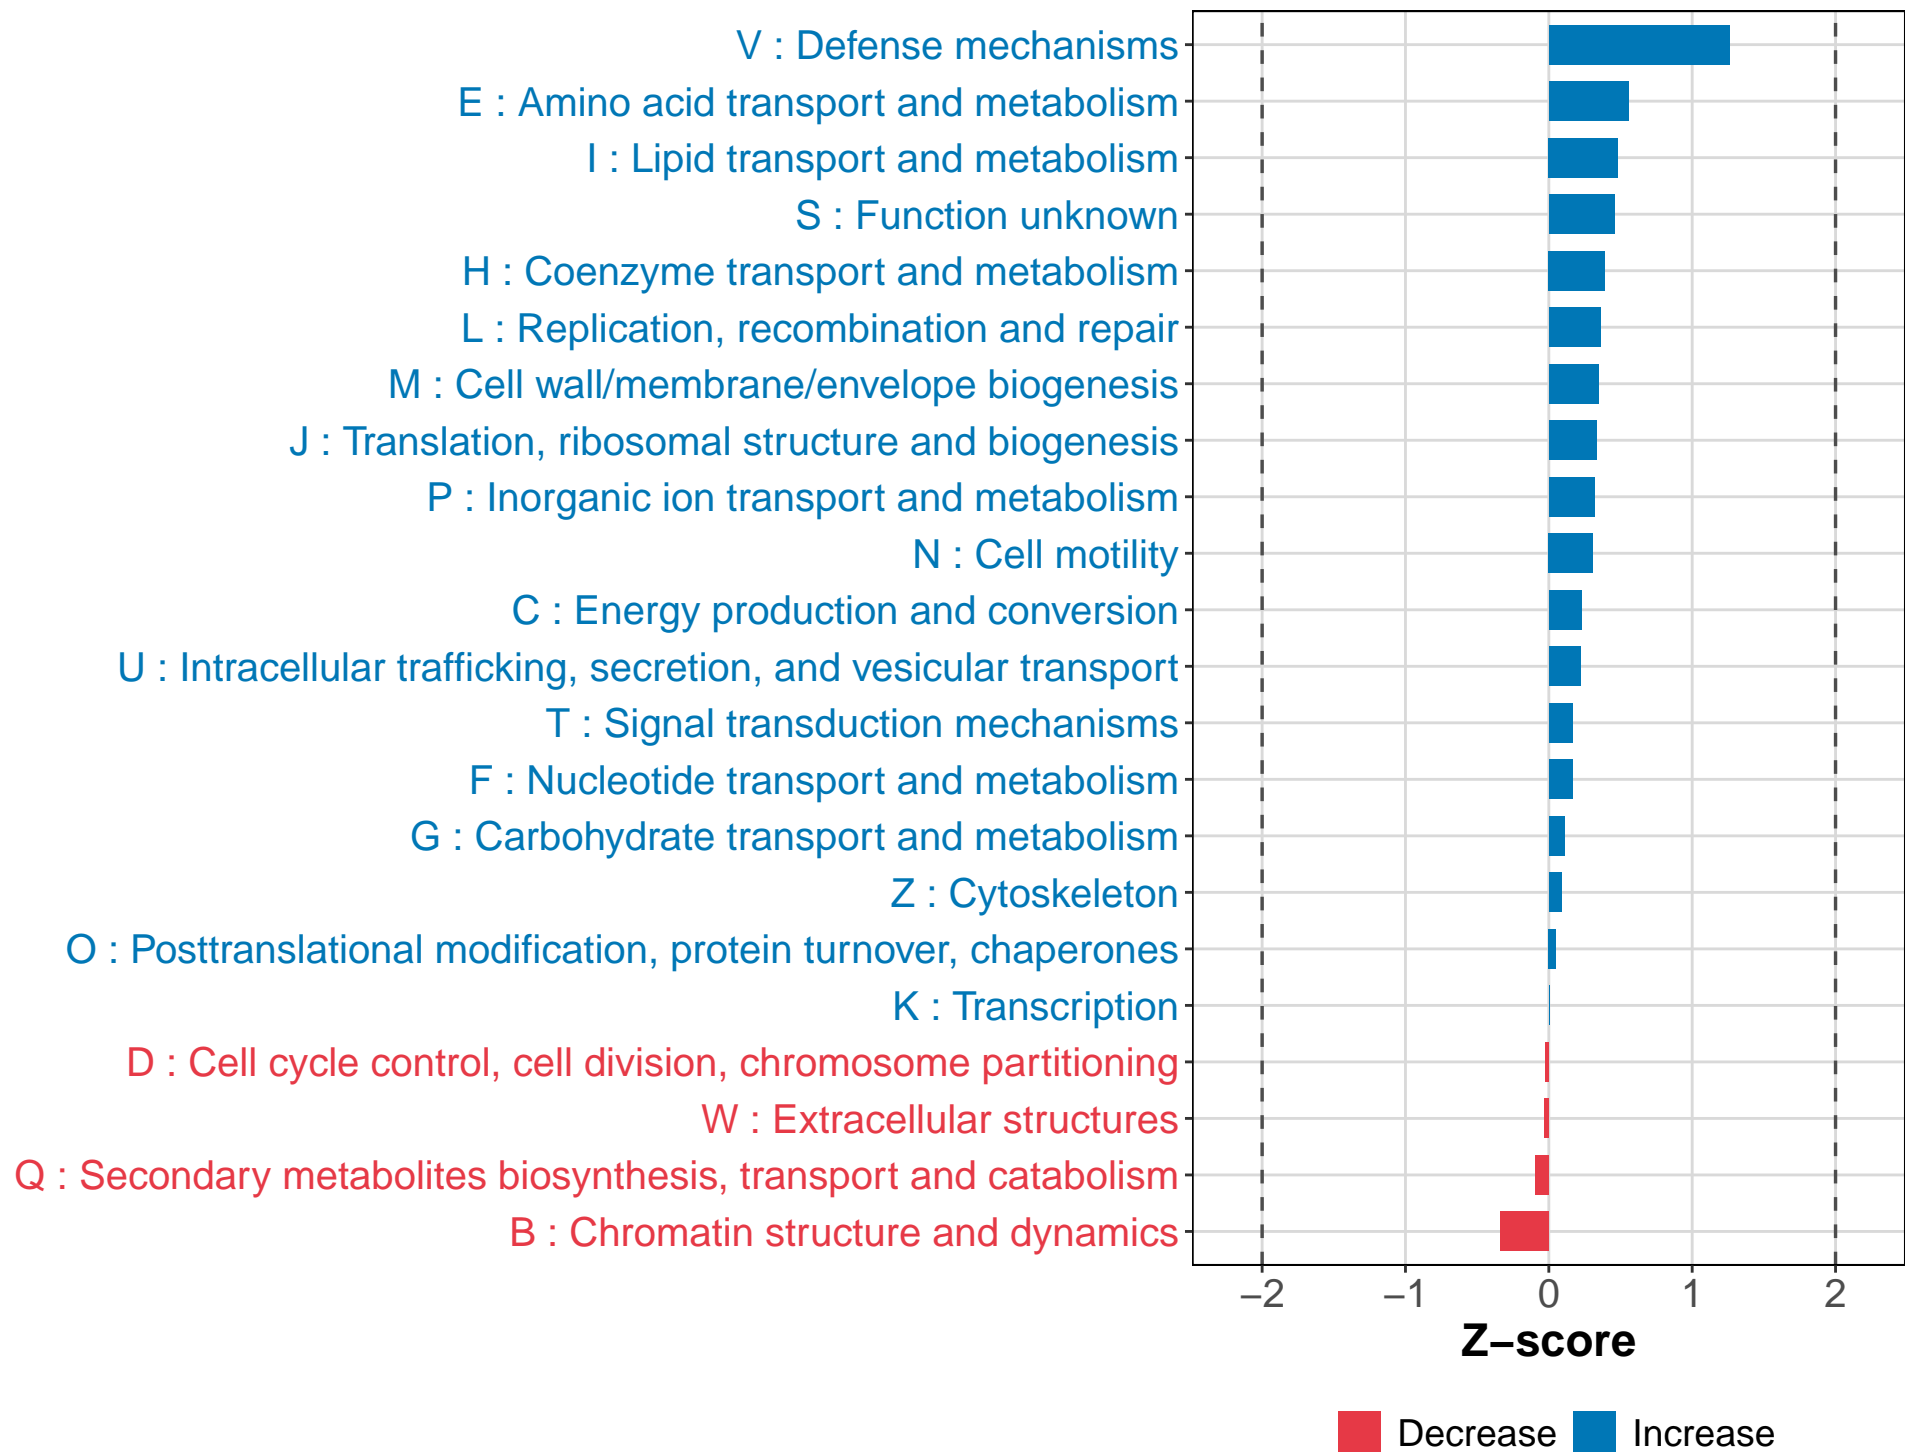 V : Defense mechanisms
E : Amino acid transport and metabolism
I : Lipid transport and metabolism
S : Function unknown
H : Coenzyme transport and metabolism
L : Replication, recombination and repair
M : Cell wall/membrane/envelope biogenesis
J : Translation, ribosomal structure and biogenesis
P : Inorganic ion transport and metabolism
N : Cell motility
C : Energy production and conversion
U : Intracellular trafficking, secretion, and vesicular transport
T : Signal transduction mechanisms
F : Nucleotide transport and metabolism
G : Carbohydrate transport and metabolism
Z : Cytoskeleton
O : Posttranslational modification, protein turnover, chaperones
K : Transcription
D : Cell cycle control, cell division, chromosome partitioning
W : Extracellular structures
Q : Secondary metabolites biosynthesis, transport and catabolism
B : Chromatin structure and dynamics
−2 −1 0 1 2
Z−score
Decrease Increase